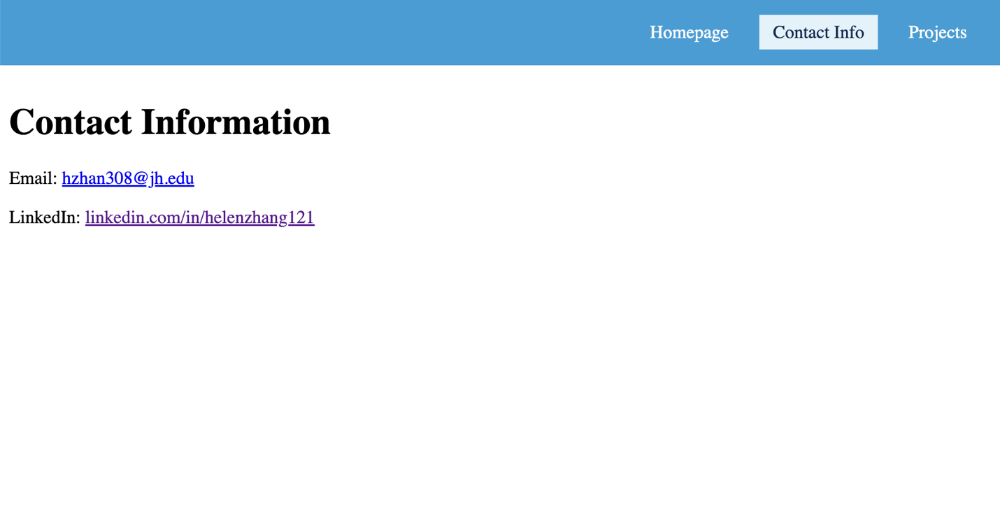 Homepage Contact Info Projects
Contact Information
Email: hzhan308@jh.edu
LinkedIn: linkedin.com/in/helenzhang121